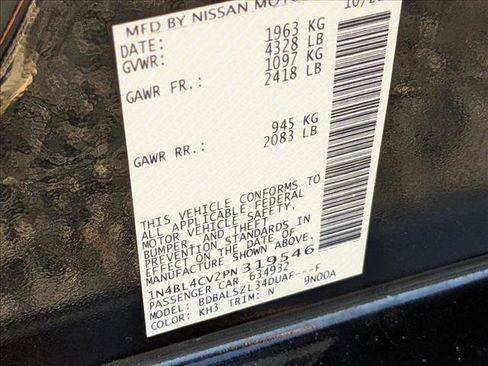 MFD BY NISSAN MOTO
DATE: 1963 KG
GVWR: 4328 LB
1097 KG
GAWR FR.: 2418 LB
945 KG
GAWR RR.: 2083 LB
THIS VEHICLE CONFORMS TO
ALL APPLICABLE FEDERAL
MOTOR VEHICLE SAFETY,
BUMPER, AND THEFT
PREVENTION STANDARDS IN
EFFECT ON THE DATE OF
MANUFACTURE SHOWN ABOVE.
1N4BL4CV2PN319546
PASSENGER CAR 634932
MODEL: BDBALSZL34DUAF---F
COLOR: KH3 TRIM: N 9N00A